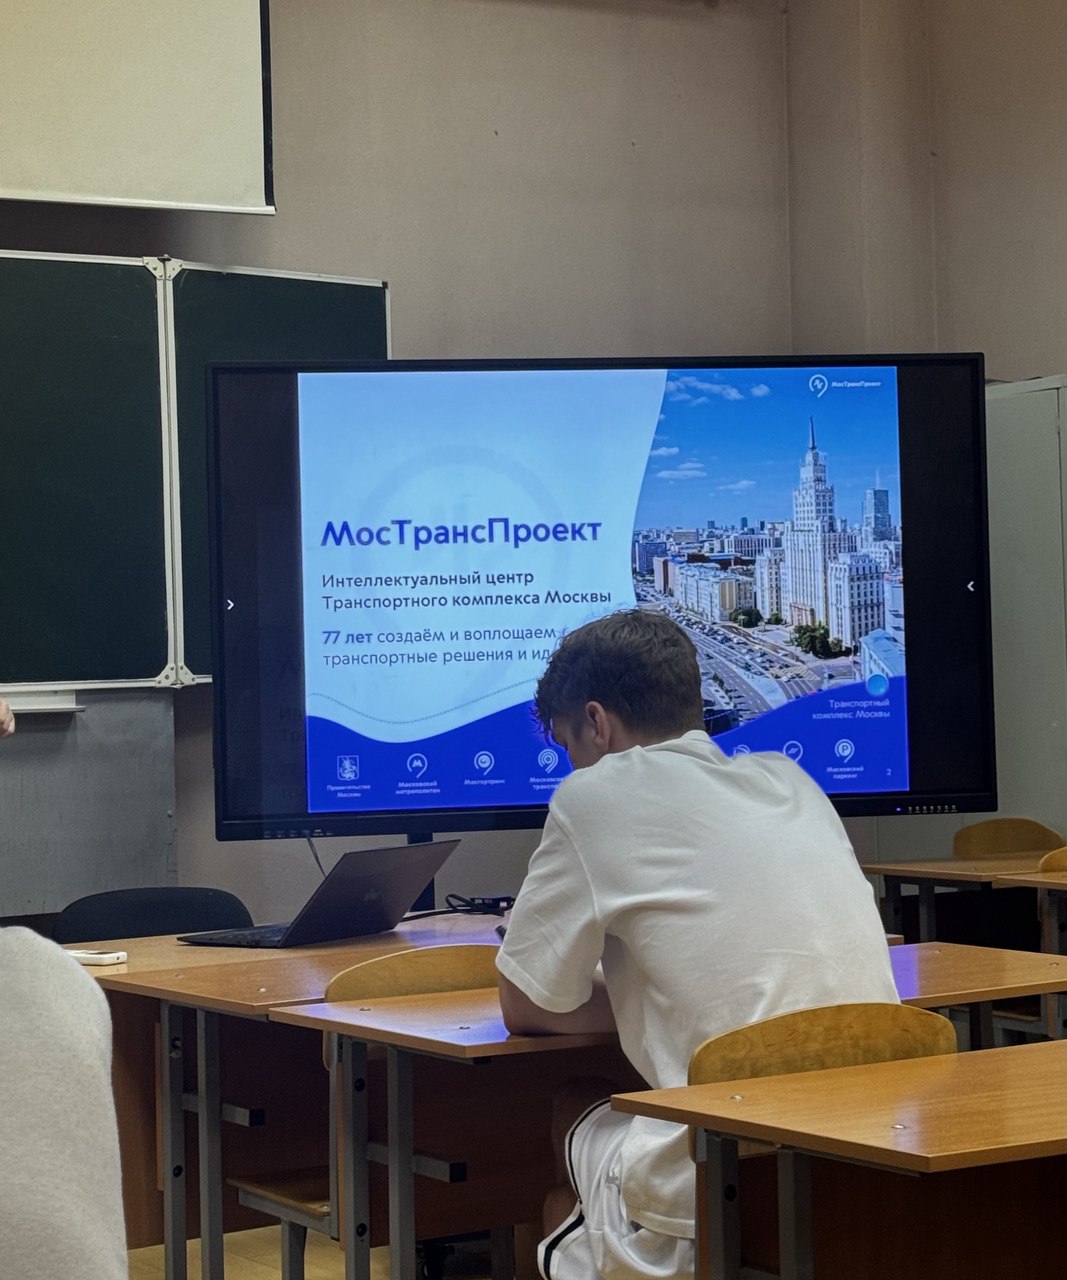 МосТрансПроект
МосТрансПроект
Интеллектуальный центр
Транспортного комплекса Москвы
77 лет создаём и воплощаем
транспортные решения и ид
Транспортный
комплекс Москвы
Правительство
Москвы
Московский
метрополитен
Мосгортранс
Московский
паркинг
2